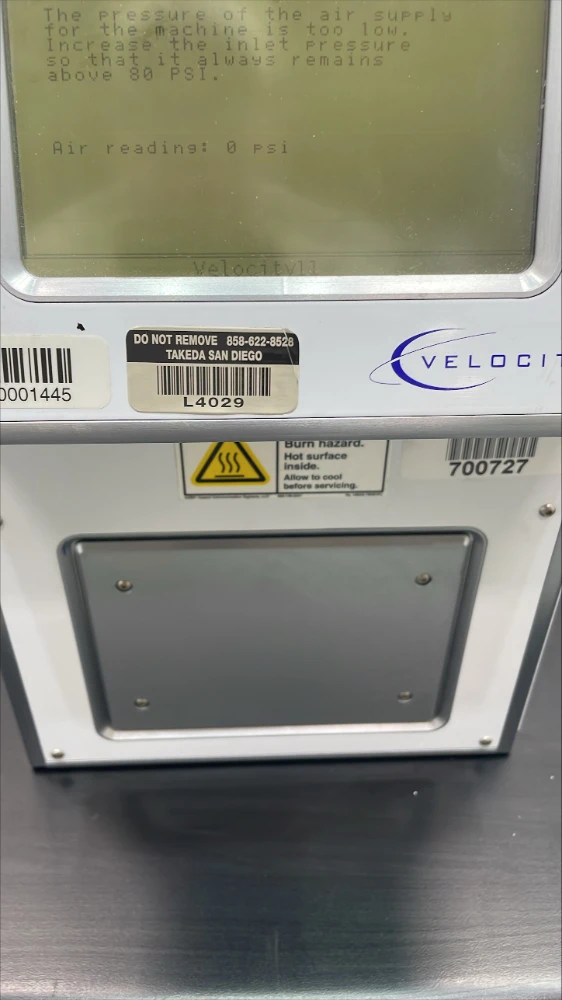 The pressure of the air supply
for the machine is too low.
Increase the inlet pressure
so that it always remains
above 80 PSI.
Air reading: 0 psi
Velocity11
DO NOT REMOVE 858-622-8528
TAKEDA SAN DIEGO
L4029
0001445
VELOCIT
Burn hazard.
Hot surface
inside.
Allow to cool
before servicing.
700727